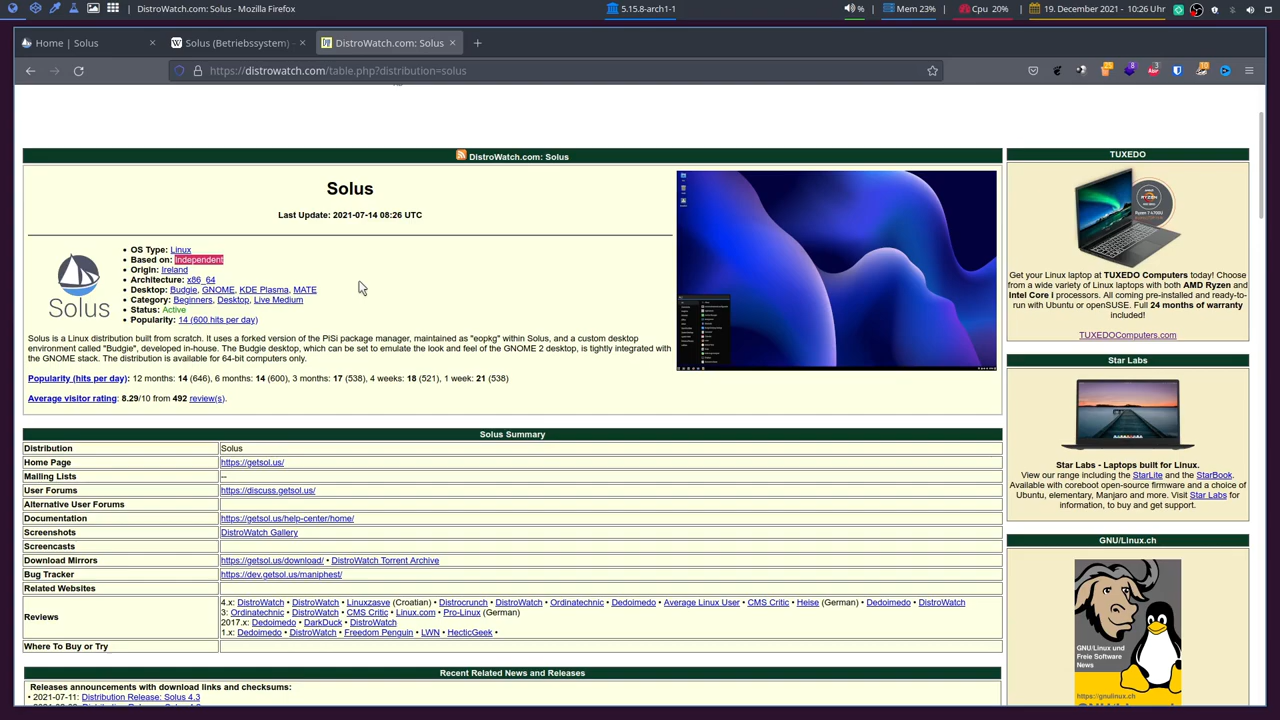 DistroWatch.com: Solus - Mozilla Firefox
5.15.8-arch1-1
%
Mem 23%
Cpu 20%
19. December 2021 - 10:26 Uhr
Home | Solus
Solus (Betriebssystem)
DistroWatch.com: Solus
https://distrowatch.com/table.php?distribution=solus
8
3
10
DistroWatch.com: Solus
Solus
Last Update: 2021-07-14 08:26 UTC
Solus
• OS Type: Linux
• Based on: Independent
• Origin: Ireland
• Architecture: x86_64
• Desktop: Budgie, GNOME, KDE Plasma, MATE
• Category: Beginners, Desktop, Live Medium
• Status: Active
• Popularity: 14 (600 hits per day)
Solus is a Linux distribution built from scratch. It uses a forked version of the PiSi package manager, maintained as "eopkg" within Solus, and a custom desktop
environment called "Budgie", developed in-house. The Budgie desktop, which can be set to emulate the look and feel of the GNOME 2 desktop, is tightly integrated with
the GNOME stack. The distribution is available for 64-bit computers only.
Popularity (hits per day): 12 months: 14 (646), 6 months: 14 (600), 3 months: 17 (538), 4 weeks: 18 (521), 1 week: 21 (538)
Average visitor rating: 8.29/10 from 492 review(s).
Solus Summary
Distribution Solus
Home Page https://getsol.us/
Mailing Lists --
User Forums https://discuss.getsol.us/
Alternative User Forums
Documentation https://getsol.us/help-center/home/
Screenshots DistroWatch Gallery
Screencasts
Download Mirrors https://getsol.us/download/ • DistroWatch Torrent Archive
Bug Tracker https://dev.getsol.us/maniphest/
Related Websites
Reviews
4.x: DistroWatch • DistroWatch • Linuxzasve (Croatian) • Distrocrunch • DistroWatch • Ordinatechnic • Dedoimedo • Average Linux User • CMS Critic • Heise (German) • Dedoimedo • DistroWatch
3: Ordinatechnic • DistroWatch • CMS Critic • Linux.com • Pro-Linux (German)
2017.x: Dedoimedo • DarkDuck • DistroWatch
1.x: Dedoimedo • DistroWatch • Freedom Penguin • LWN • HecticGeek •
Where To Buy or Try
Recent Related News and Releases
Releases announcements with download links and checksums:
• 2021-07-11: Distribution Release: Solus 4.3
TUXEDO
RYZEN
Ryzen 7 4700U
Get your Linux laptop at TUXEDO Computers today! Choose
from a wide variety of Linux laptops with both AMD Ryzen and
Intel Core I processors. All coming pre-installed and ready-to-
run with Ubuntu or openSUSE. Full 24 months of warranty
included!
TUXEDOComputers.com
Star Labs
Star Labs - Laptops built for Linux.
View our range including the StarLite and the StarBook.
Available with coreboot open-source firmware and a choice of
Ubuntu, elementary, Manjaro and more. Visit Star Labs for
information, to buy and get support.
GNU/Linux.ch
GNU/Linux und
Freie Software
News
https://gnulinux.ch